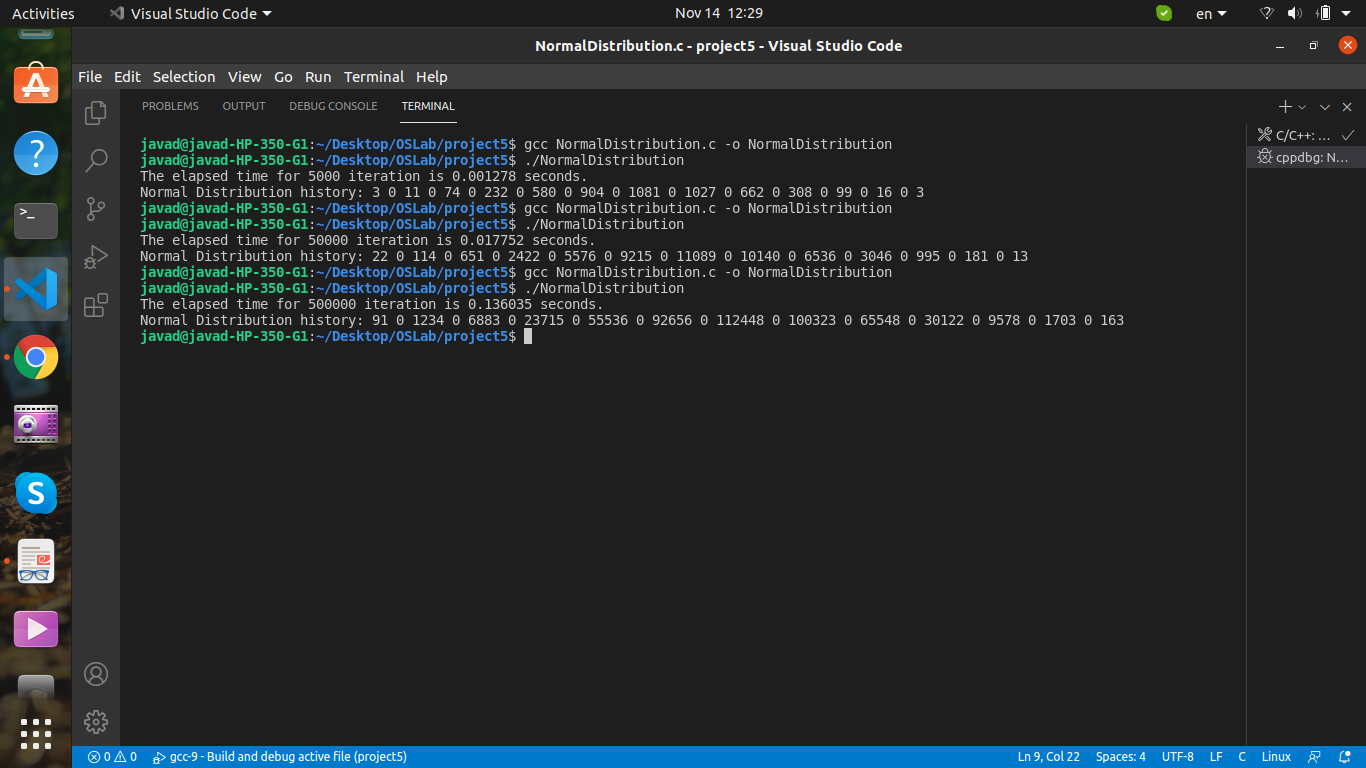 Activities Visual Studio Code Nov 14 12:29 en
NormalDistribution.c - project5 - Visual Studio Code
File Edit Selection View Go Run Terminal Help
PROBLEMS OUTPUT DEBUG CONSOLE TERMINAL
C/C++: ...
cppdbg: N...
javad@javad-HP-350-G1:~/Desktop/OSLab/project5$ gcc NormalDistribution.c -o NormalDistribution
javad@javad-HP-350-G1:~/Desktop/OSLab/project5$ ./NormalDistribution
The elapsed time for 5000 iteration is 0.001278 seconds.
Normal Distribution history: 3 0 11 0 74 0 232 0 580 0 904 0 1081 0 1027 0 662 0 308 0 99 0 16 0 3
javad@javad-HP-350-G1:~/Desktop/OSLab/project5$ gcc NormalDistribution.c -o NormalDistribution
javad@javad-HP-350-G1:~/Desktop/OSLab/project5$ ./NormalDistribution
The elapsed time for 50000 iteration is 0.017752 seconds.
Normal Distribution history: 22 0 114 0 651 0 2422 0 5576 0 9215 0 11089 0 10140 0 6536 0 3046 0 995 0 181 0 13
javad@javad-HP-350-G1:~/Desktop/OSLab/project5$ gcc NormalDistribution.c -o NormalDistribution
javad@javad-HP-350-G1:~/Desktop/OSLab/project5$ ./NormalDistribution
The elapsed time for 500000 iteration is 0.136035 seconds.
Normal Distribution history: 91 0 1234 0 6883 0 23715 0 55536 0 92656 0 112448 0 100323 0 65548 0 30122 0 9578 0 1703 0 163
javad@javad-HP-350-G1:~/Desktop/OSLab/project5$
0 0 gcc-9 - Build and debug active file (project5) Ln 9, Col 22 Spaces: 4 UTF-8 LF C Linux